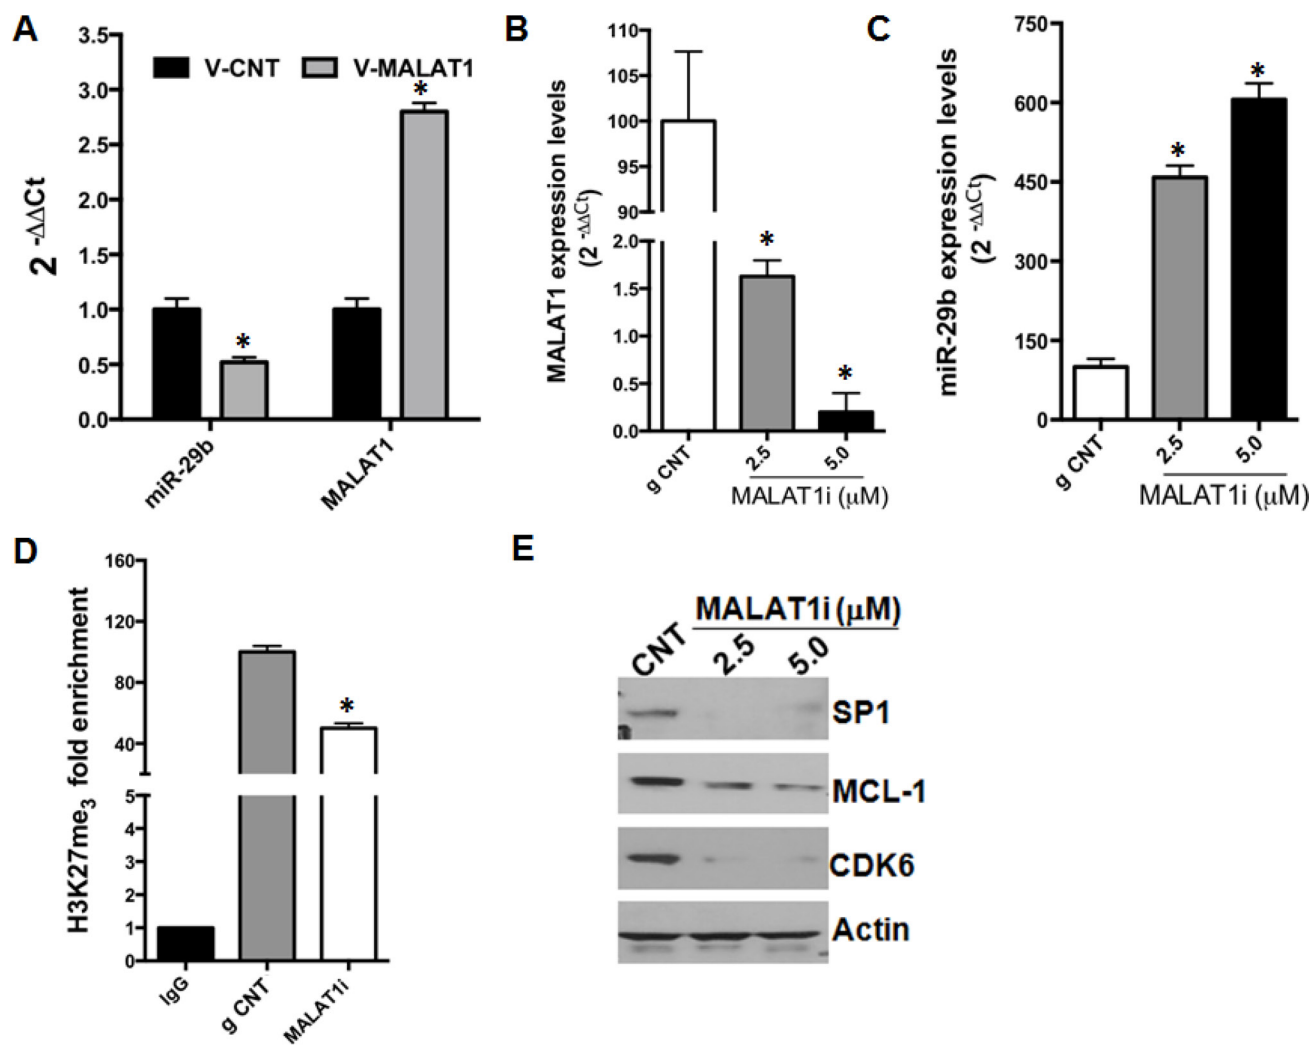 A
3.5
3.0
2.5
2.0
1.5
1.0
0.5
0.0
2 -ΔΔCt
V-CNT V-MALAT1
*
*
miR-29b
MALAT1
B
110
105
100
95
90
2.0
1.5
1.0
0.5
0.0
MALAT1 expression levels
(2 -ΔΔCt)
*
*
g CNT
2.5
5.0
MALAT1i (μM)
C
750
600
450
300
150
0
miR-29b expression levels
(2 -ΔΔCt)
*
*
g CNT
2.5
5.0
MALAT1i (μM)
D
160
120
80
40
5
4
3
2
1
0
H3K27me3 fold enrichment
*
IgG
g CNT
MALAT1i
E
MALAT1i (μM)
CNT 2.5 5.0
SP1
MCL-1
CDK6
Actin